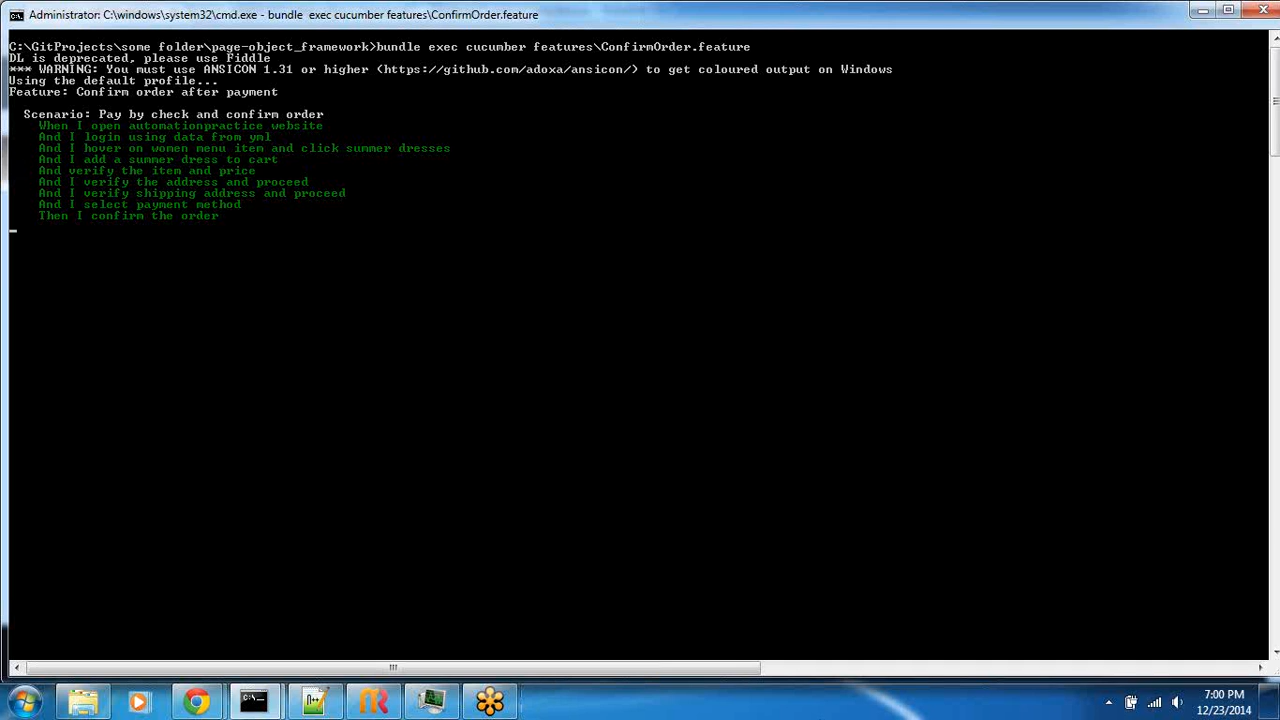 Administrator: C:\windows\system32\cmd.exe - bundle  exec cucumber features\ConfirmOrder.feature
C:\GitProjects\some folder\page-object_framework>bundle exec cucumber features\ConfirmOrder.feature
DL is deprecated, please use Fiddle
*** WARNING: You must use ANSICON 1.31 or higher (https://github.com/adoxa/ansicon/) to get coloured output on Windows
Using the default profile...
Feature: Confirm order after payment
Scenario: Pay by check and confirm order
When I open automationpractice website
And I login using data from yml
And I hover on women menu item and click summer dresses
And I add a summer dress to cart
And verify the item and price
And I verify the address and proceed
And I verify shipping address and proceed
And I select payment method
Then I confirm the order
7:00 PM
12/23/2014